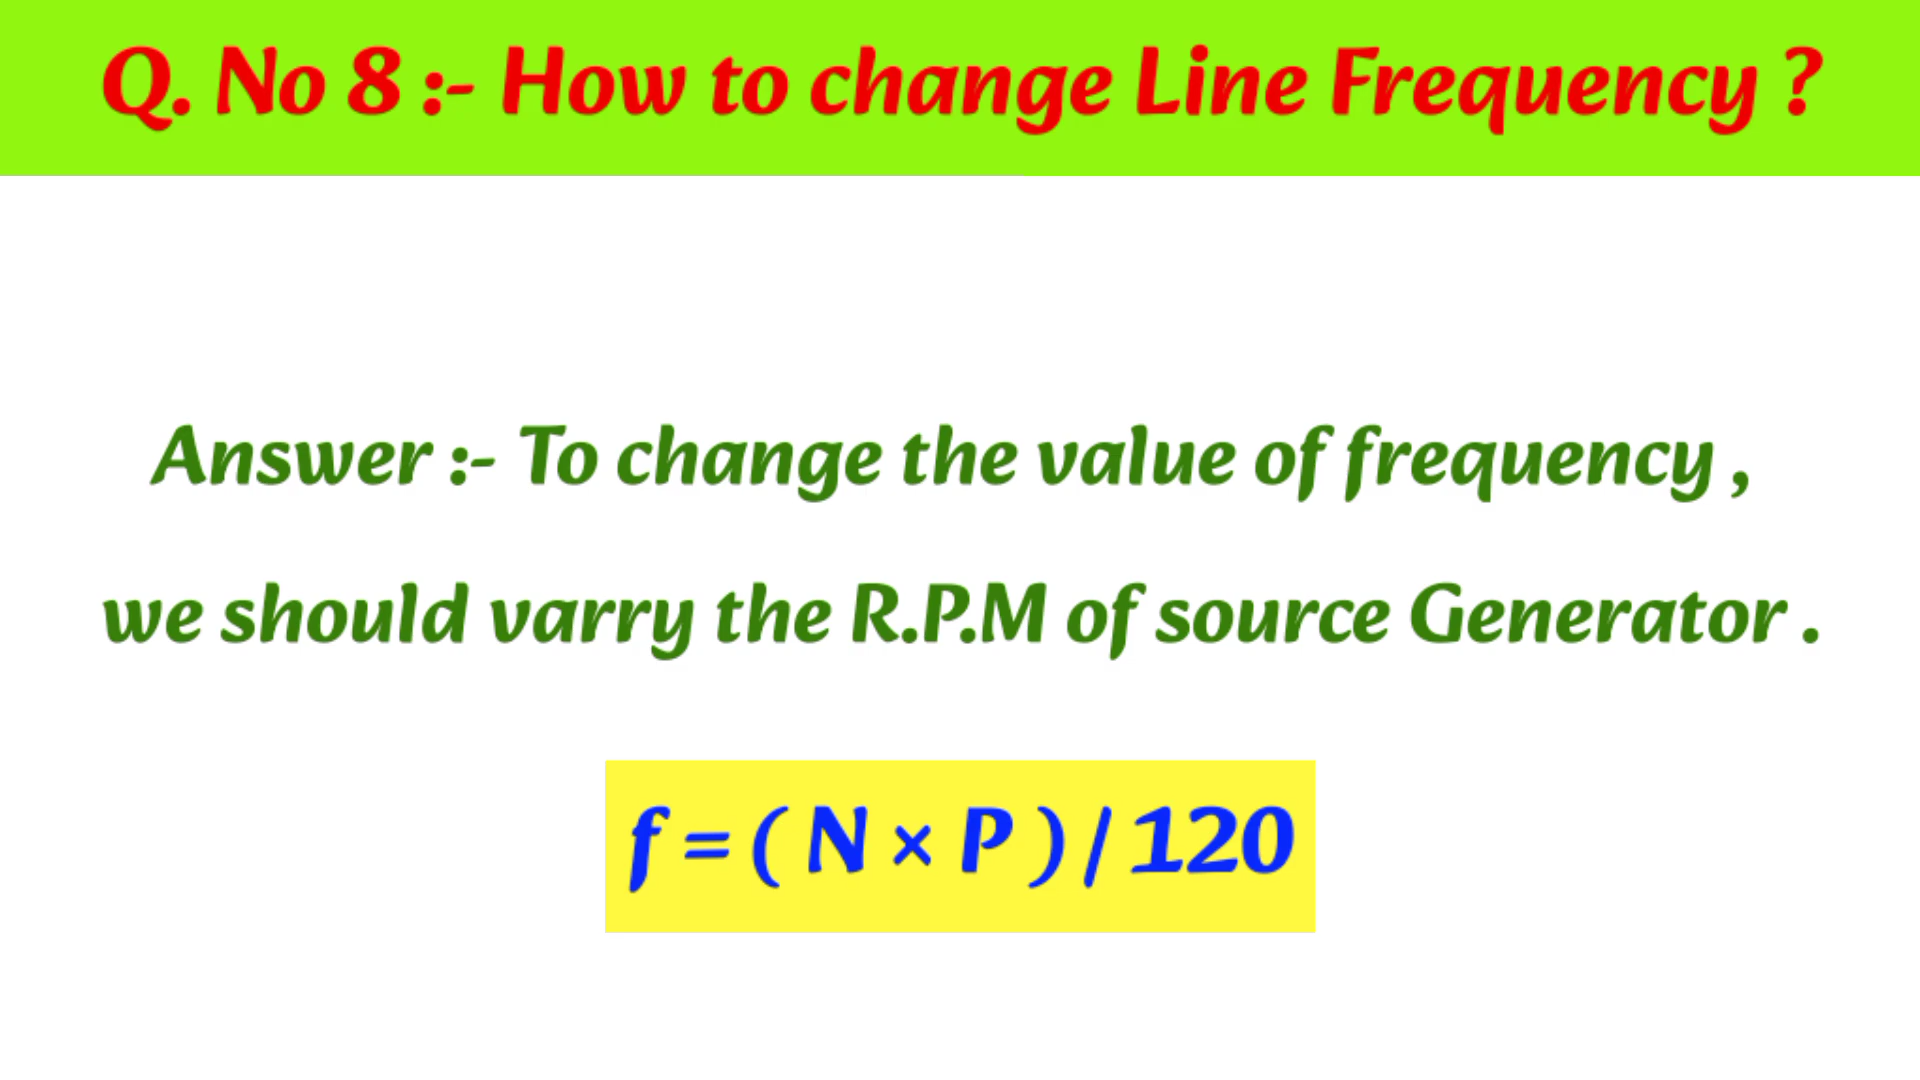 Q. No 8 :- How to change Line Frequency ?
Answer :- To change the value of frequency ,
we should varry the R.P.M of source Generator .
f = ( N × P ) / 120